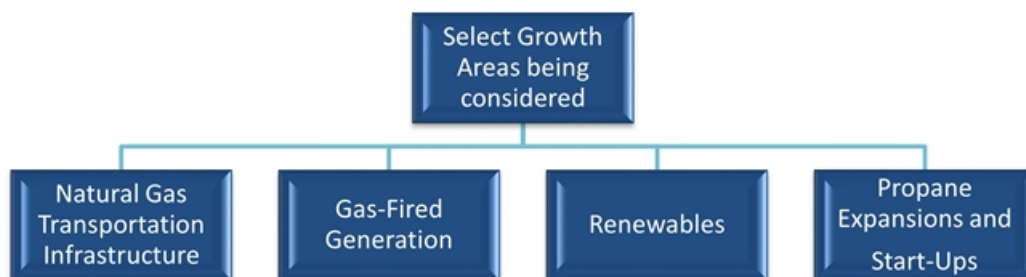 Select Growth
Areas being
considered
Natural Gas
Transportation
Infrastructure
Gas-Fired
Generation
Renewables
Propane
Expansions and
Start-Ups